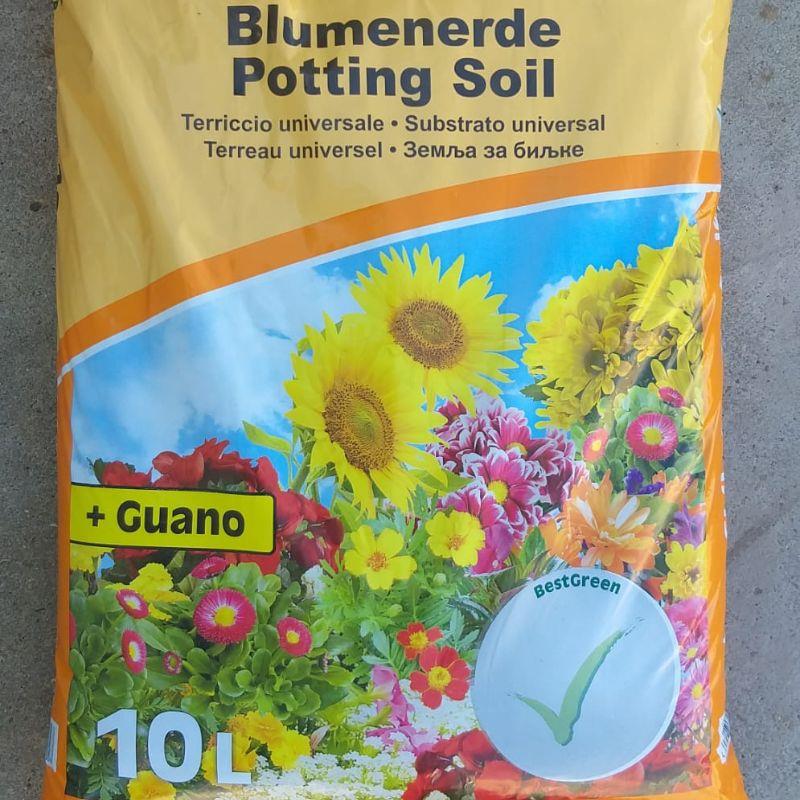 Blumenerde
Potting Soil
Terriccio universale • Substrato universal
Terreau universel • Земља за биљке
+ Guano
BestGreen
10L